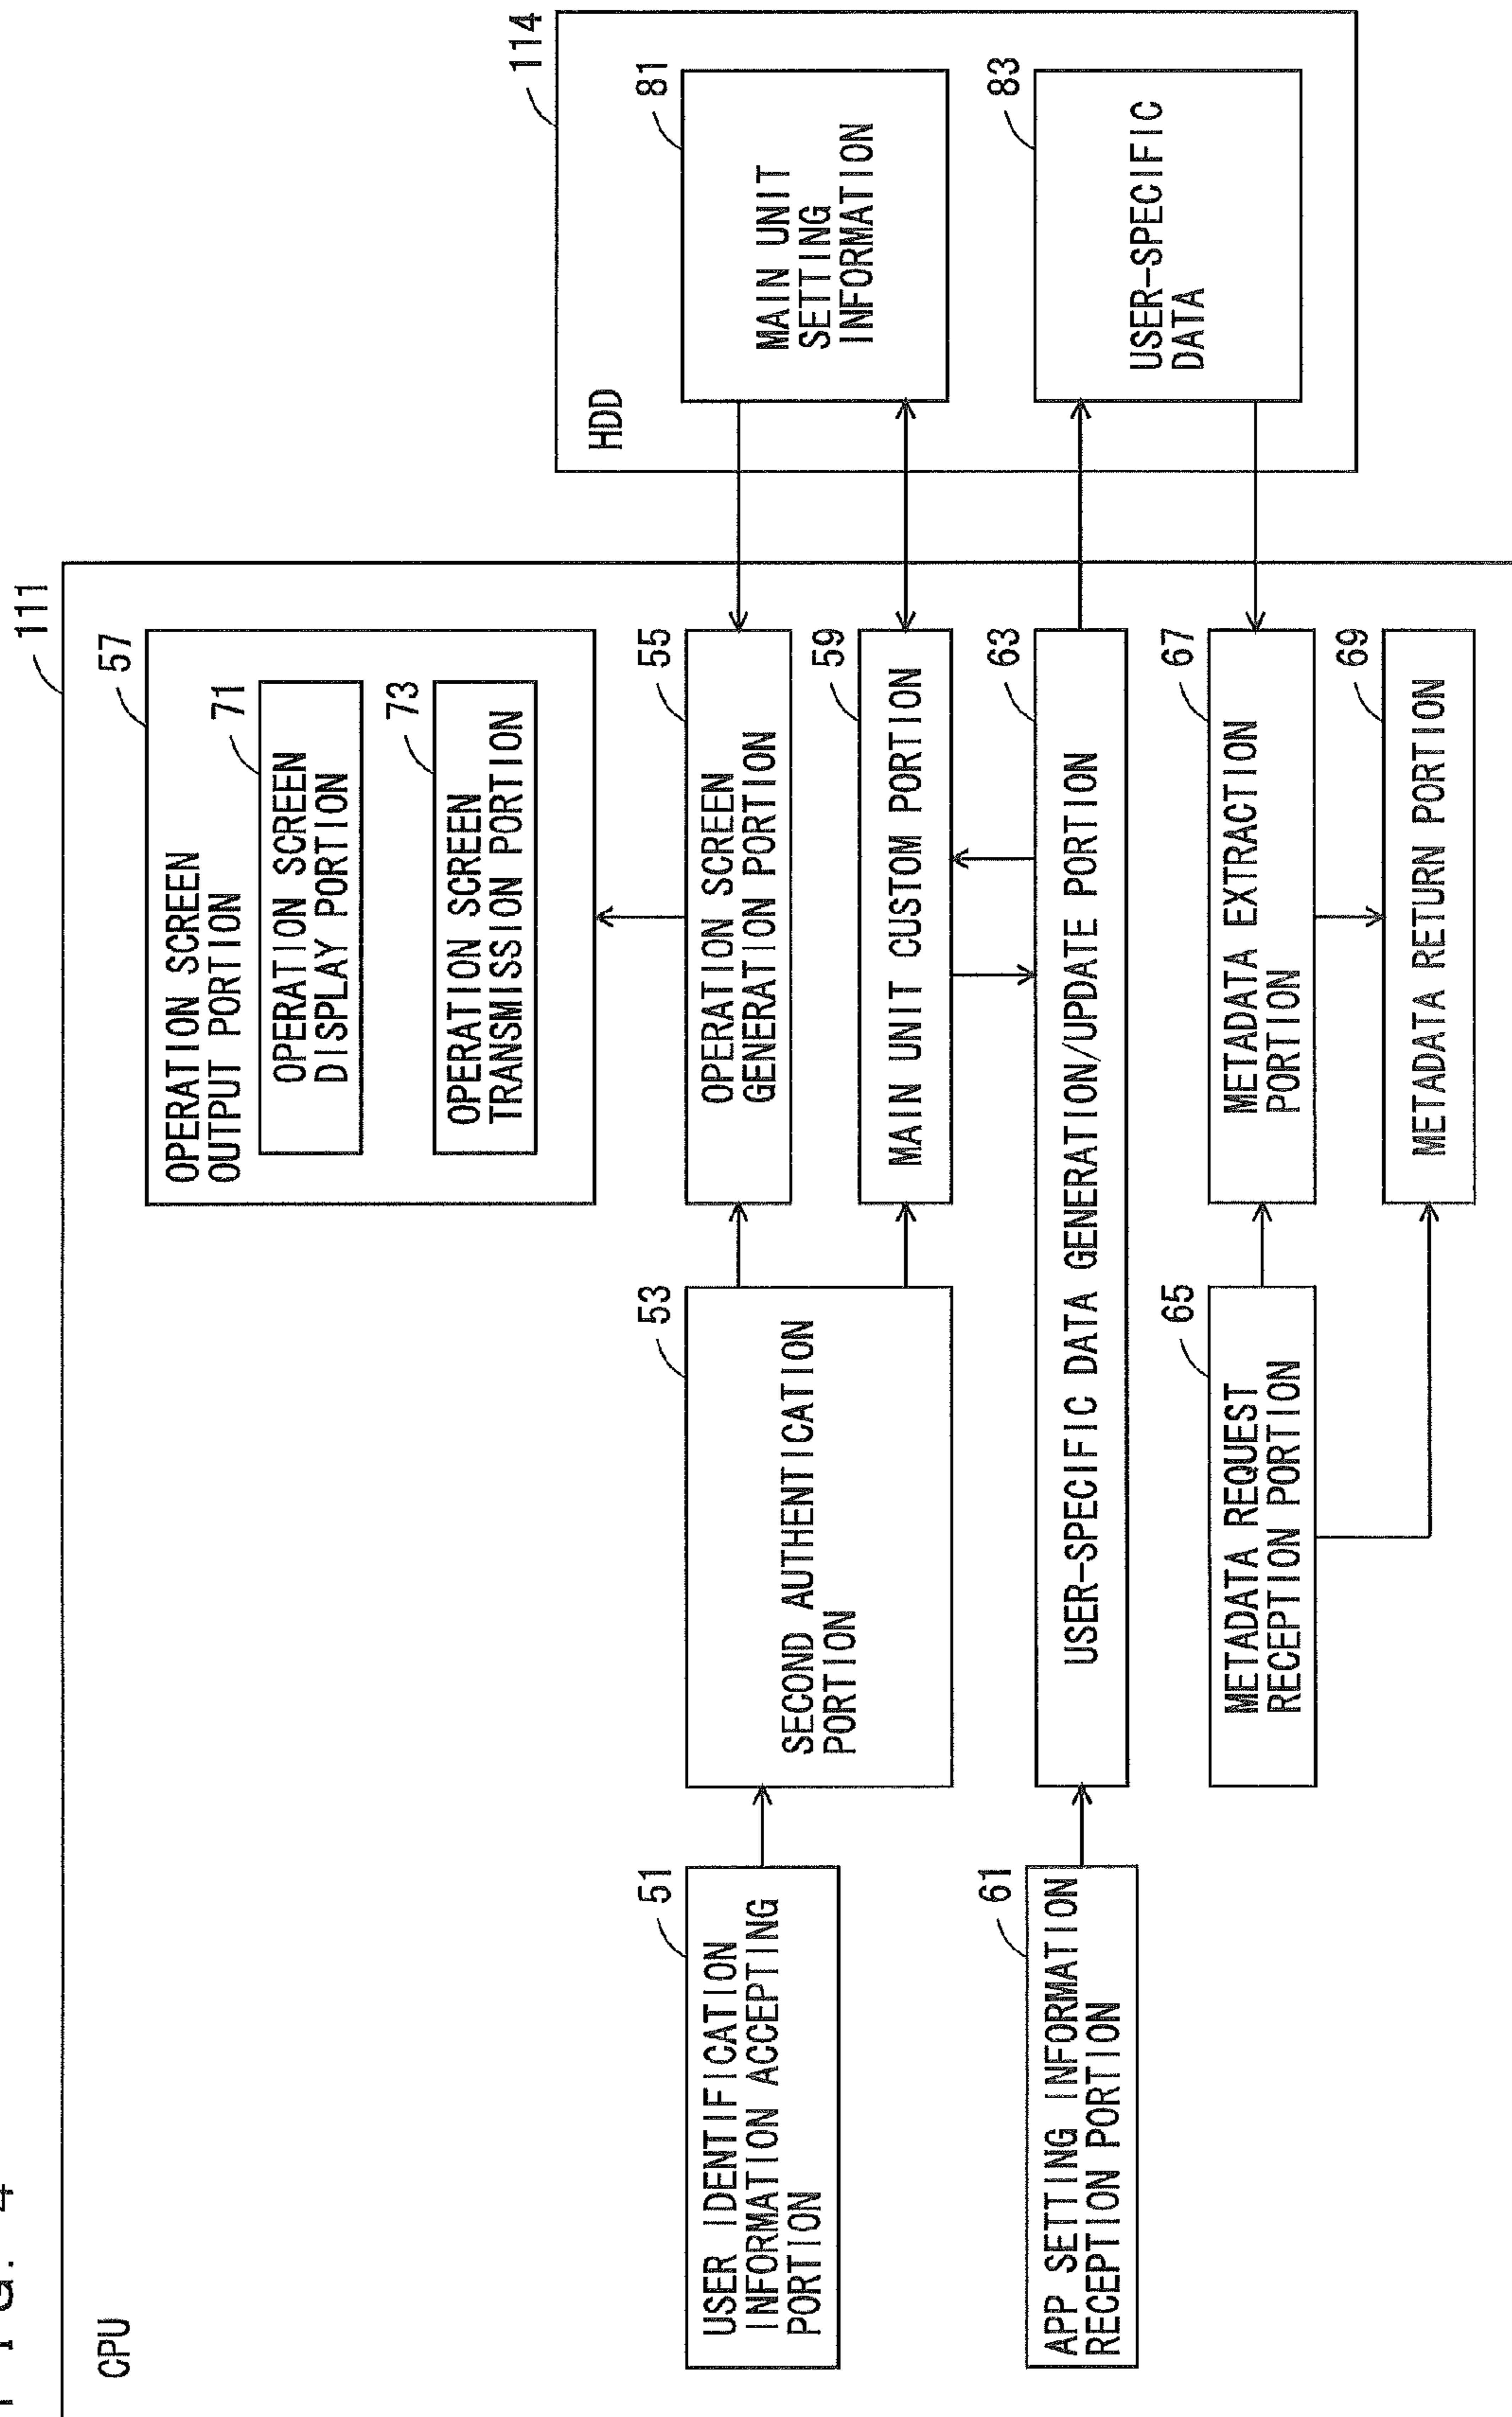 FIG. 4
111
CPU
57
OPERATION SCREEN
OUTPUT PORTION
71
OPERATION SCREEN
DISPLAY PORTION
73
OPERATION SCREEN
TRANSMISSION PORTION
51
USER IDENTIFICATION
INFORMATION ACCEPTING
PORTION
53
SECOND AUTHENTICATION
PORTION
55
OPERATION SCREEN
GENERATION PORTION
59
MAIN UNIT CUSTOM PORTION
61
APP SETTING INFORMATION
RECEPTION PORTION
63
USER-SPECIFIC DATA GENERATION/UPDATE PORTION
65
METADATA REQUEST
RECEPTION PORTION
67
METADATA EXTRACTION
PORTION
69
METADATA RETURN PORTION
114
HDD
81
MAIN UNIT
SETTING
INFORMATION
83
USER-SPECIFIC
DATA